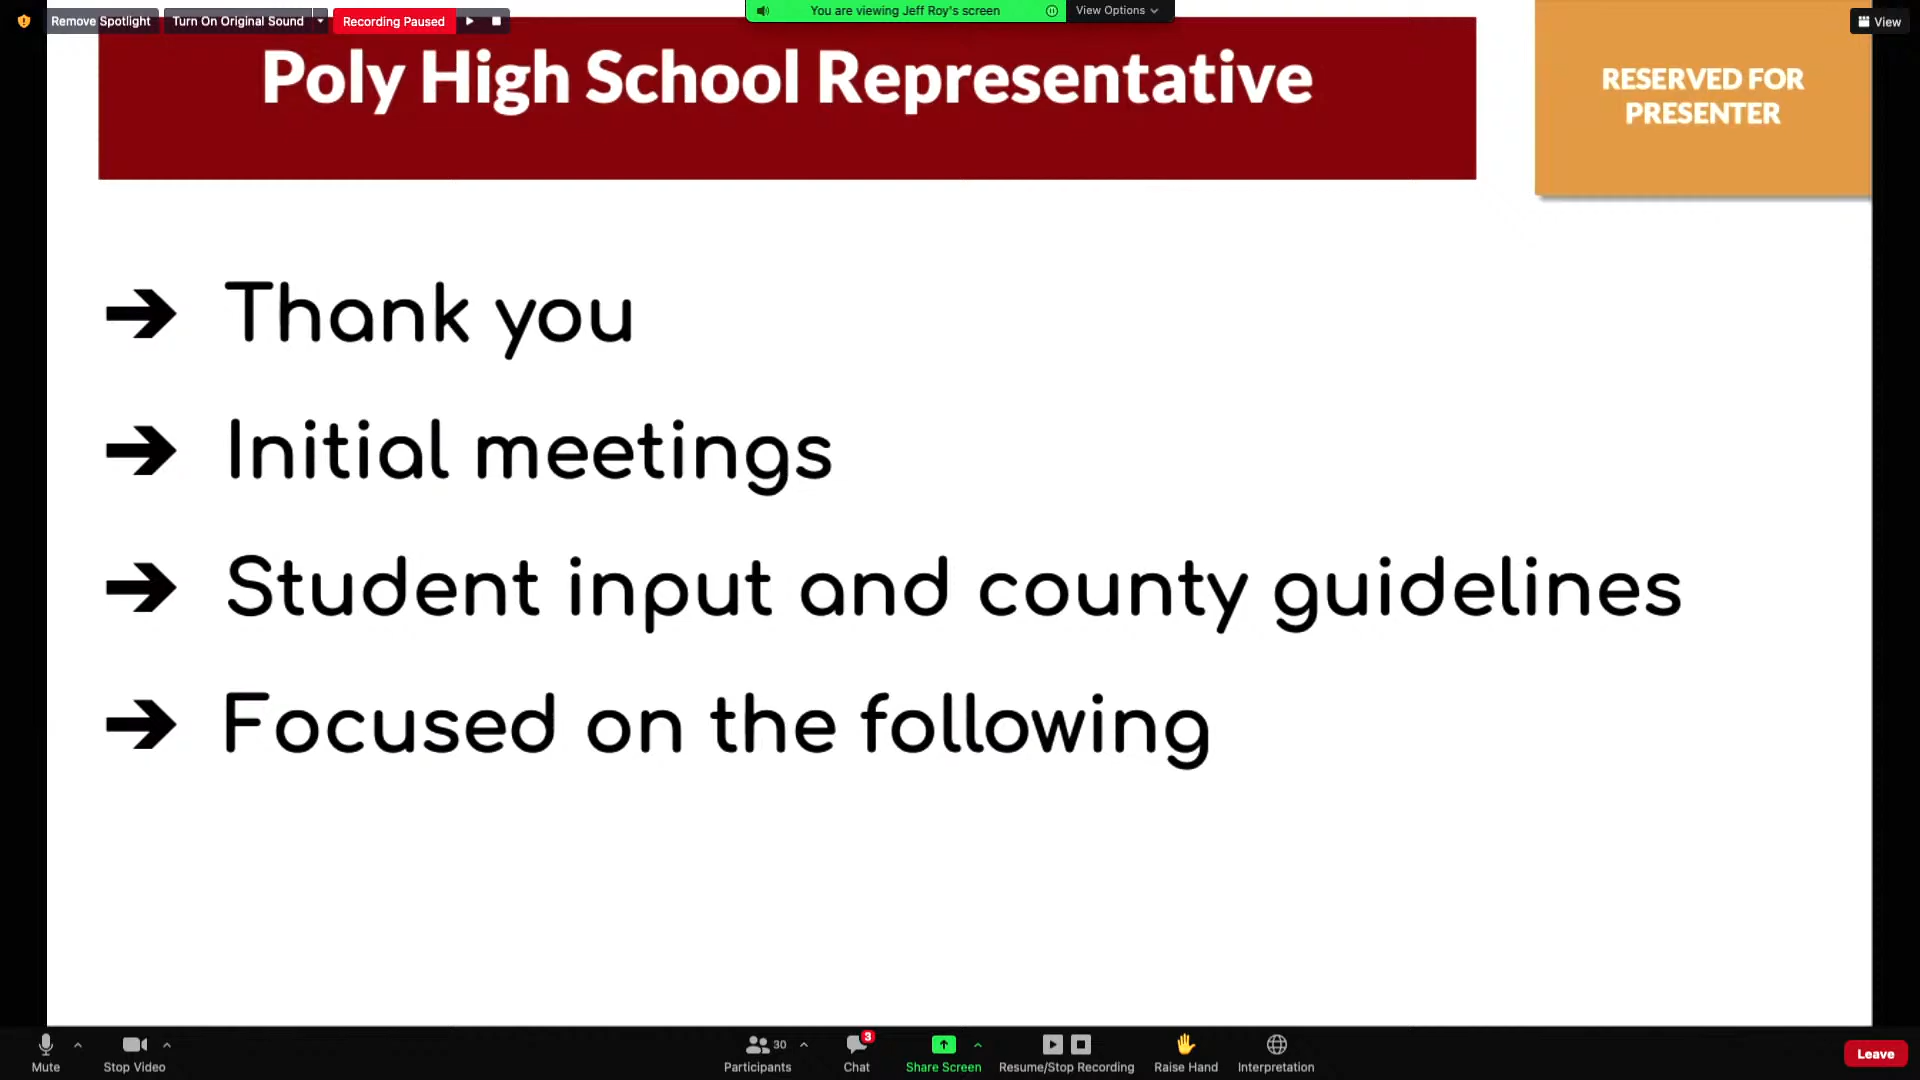 Remove Spotlight
Turn On Original Sound
Recording Paused
You are viewing Jeff Roy's screen
View Options
View
Poly High School Representative
RESERVED FOR
PRESENTER
Thank you
Initial meetings
Student input and county guidelines
Focused on the following
Mute
Stop Video
30
Participants
3
Chat
Share Screen
Resume/Stop Recording
Raise Hand
Interpretation
Leave